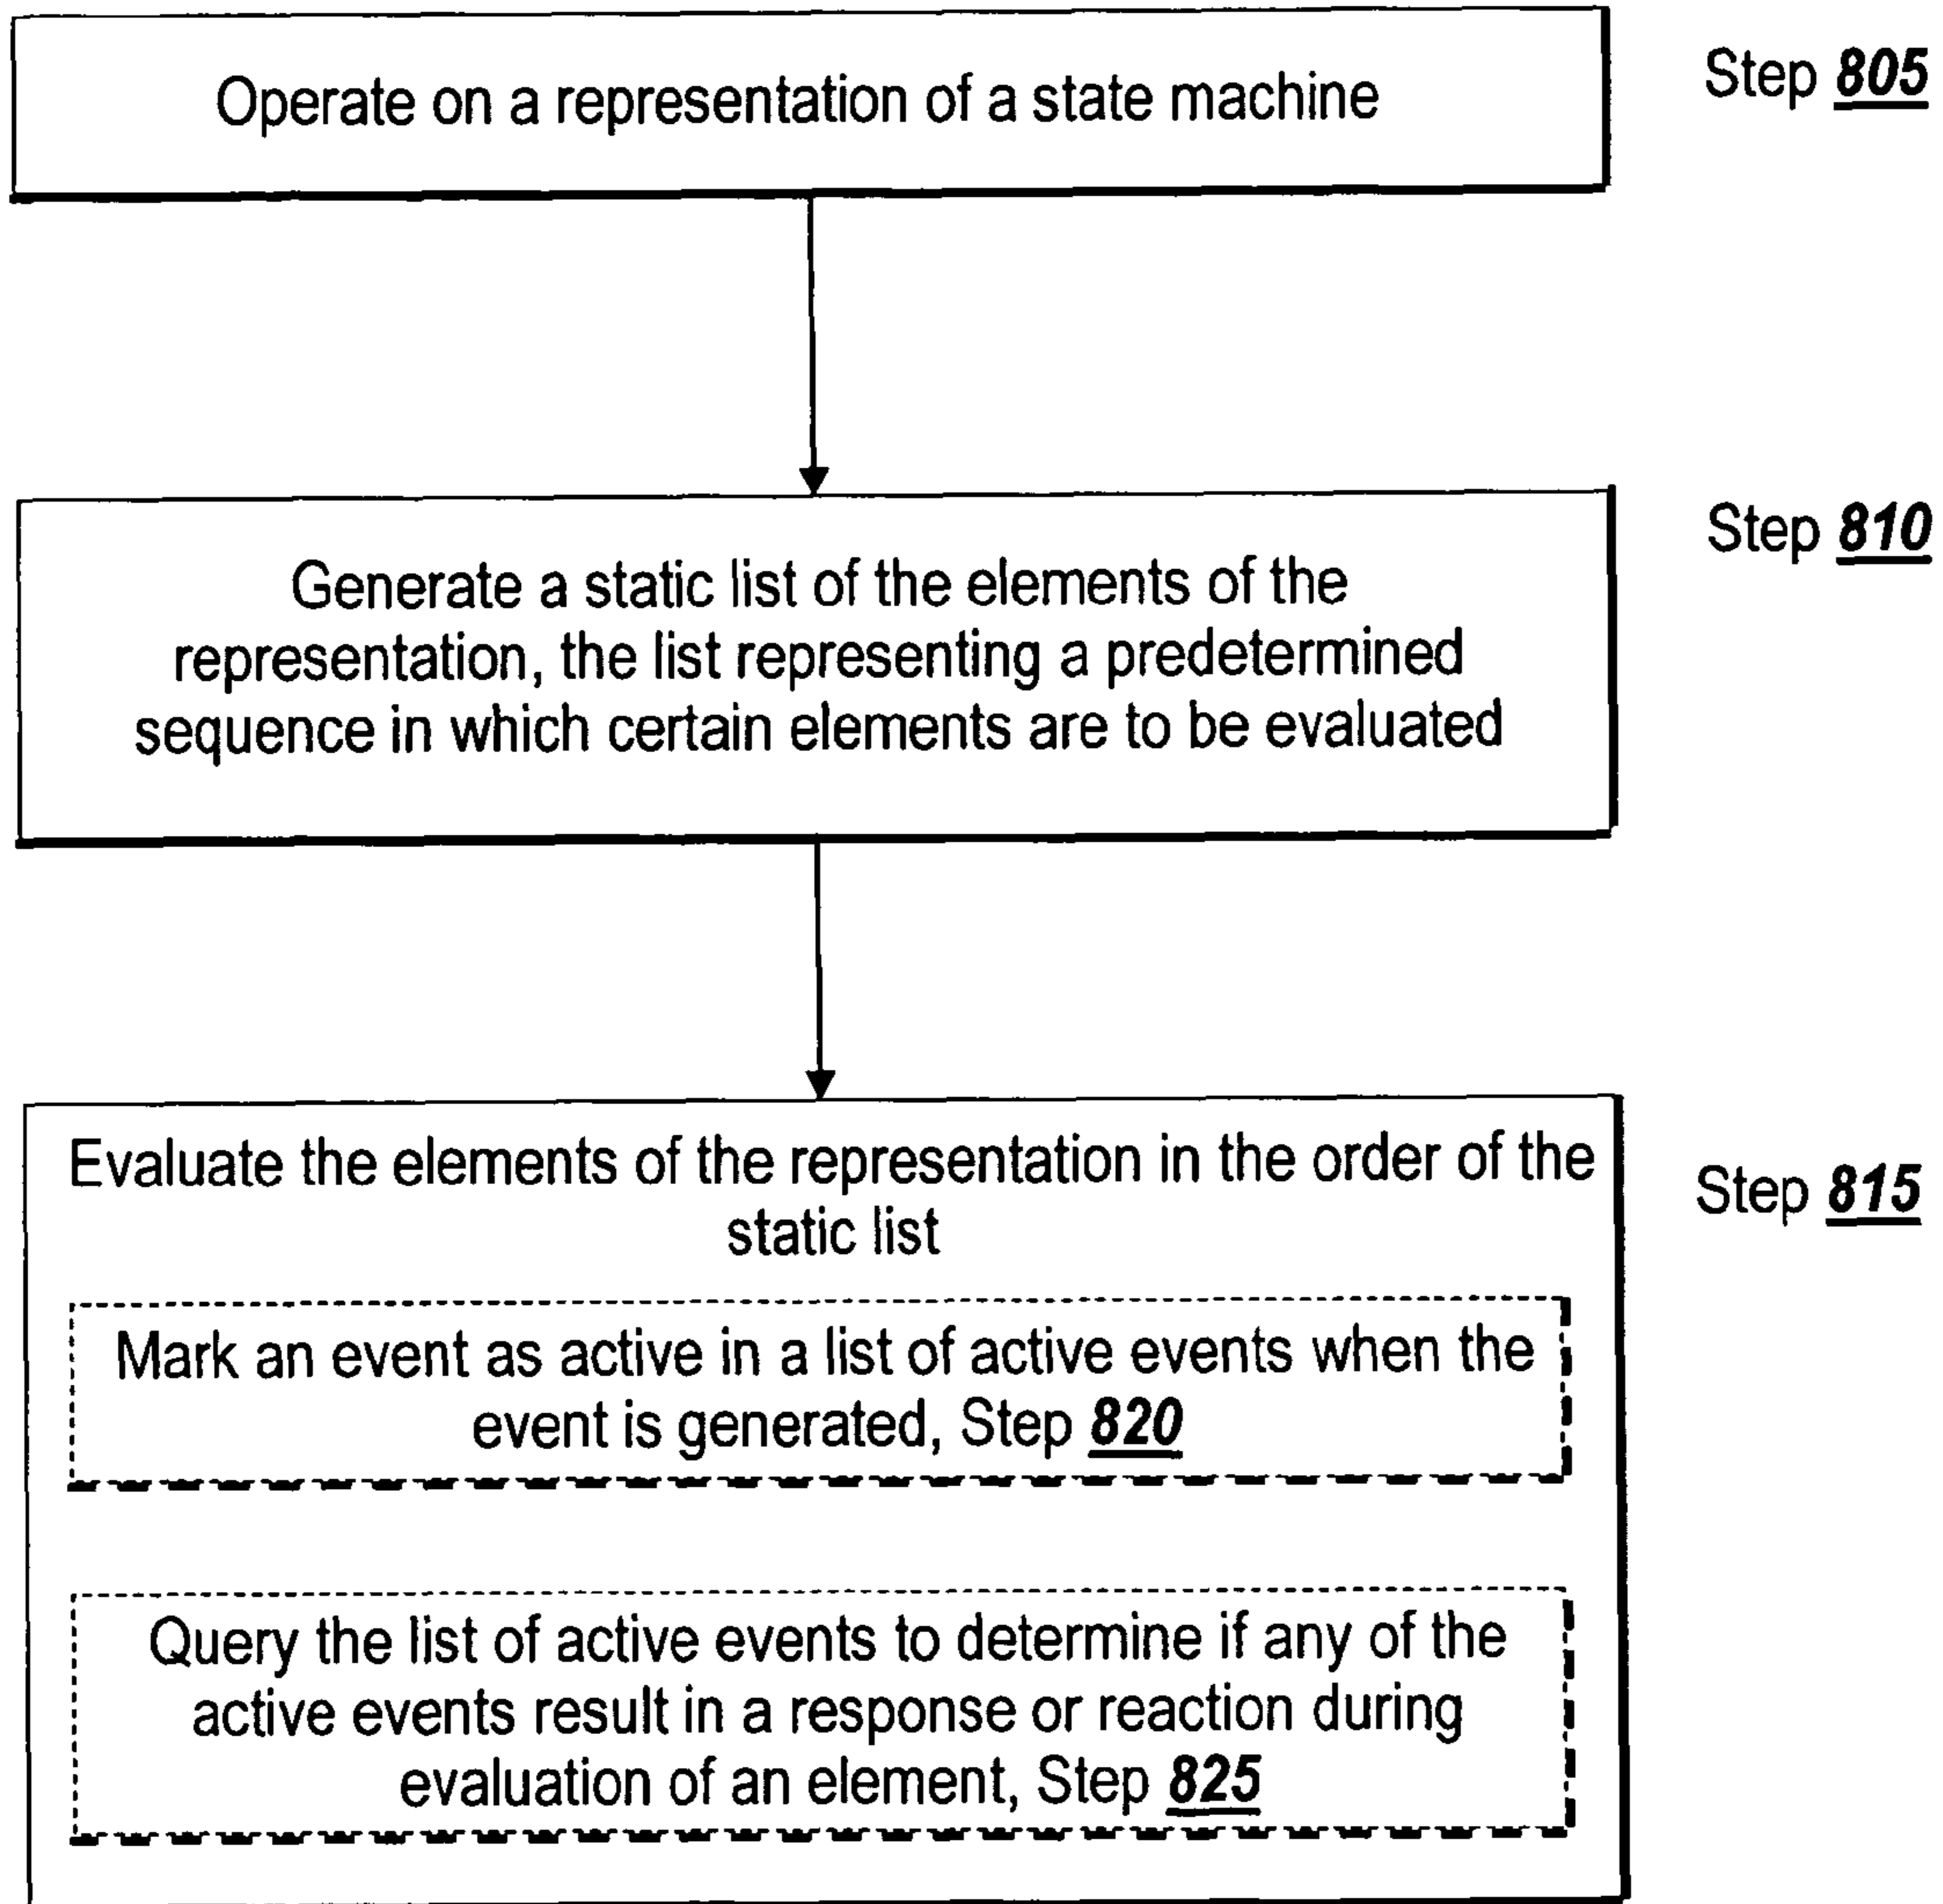 Operate on a representation of a state machine
Step 805
Generate a static list of the elements of the
representation, the list representing a predetermined
sequence in which certain elements are to be evaluated
Step 810
Evaluate the elements of the representation in the order of the
static list
Step 815
Mark an event as active in a list of active events when the
event is generated, Step 820
Query the list of active events to determine if any of the
active events result in a response or reaction during
evaluation of an element, Step 825